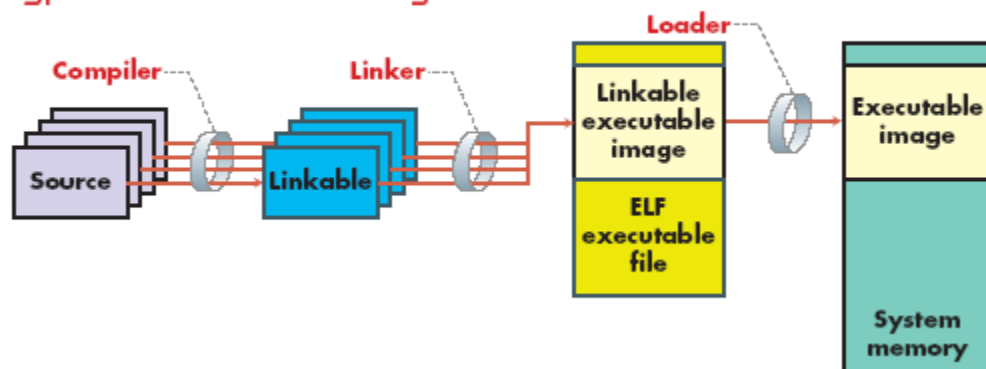 Loader
Compiler
Linker
Source
Linkable
Linkable
executable
image
ELF
executable
file
Executable
image
System
memory